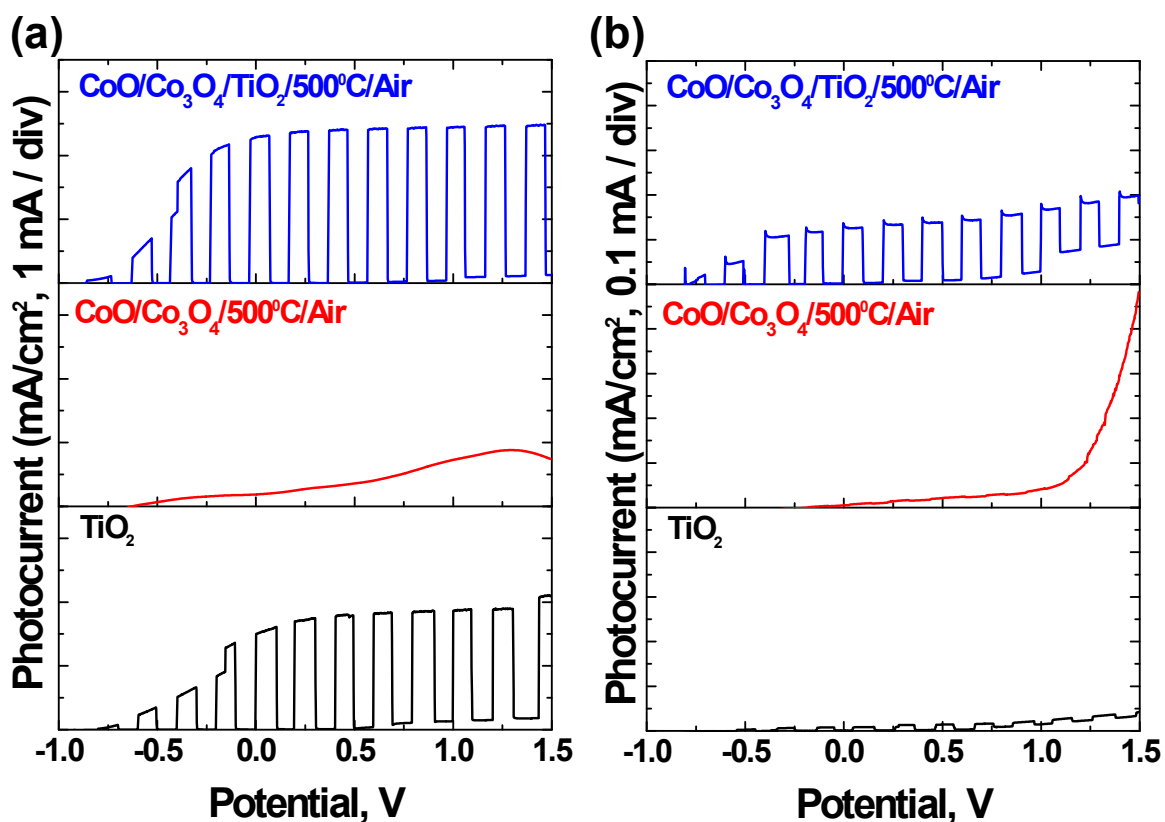 (a)
(b)
Photocurrent (mA/cm², 1 mA / div)
CoO/Co₃O₄/TiO₂/500⁰C/Air
CoO/Co₃O₄/500⁰C/Air
TiO₂
-1.0 -0.5 0.0 0.5 1.0 1.5
Potential, V
Photocurrent (mA/cm², 0.1 mA / div)
CoO/Co₃O₄/TiO₂/500⁰C/Air
CoO/Co₃O₄/500⁰C/Air
TiO₂
-1.0 -0.5 0.0 0.5 1.0 1.5
Potential, V